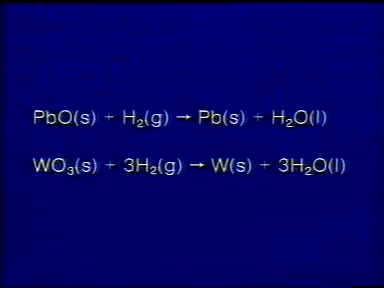 PbO(s) + H₂(g) → Pb(s) + H₂O(l)
WO₃(s) + 3H₂(g) → W(s) + 3H₂O(l)